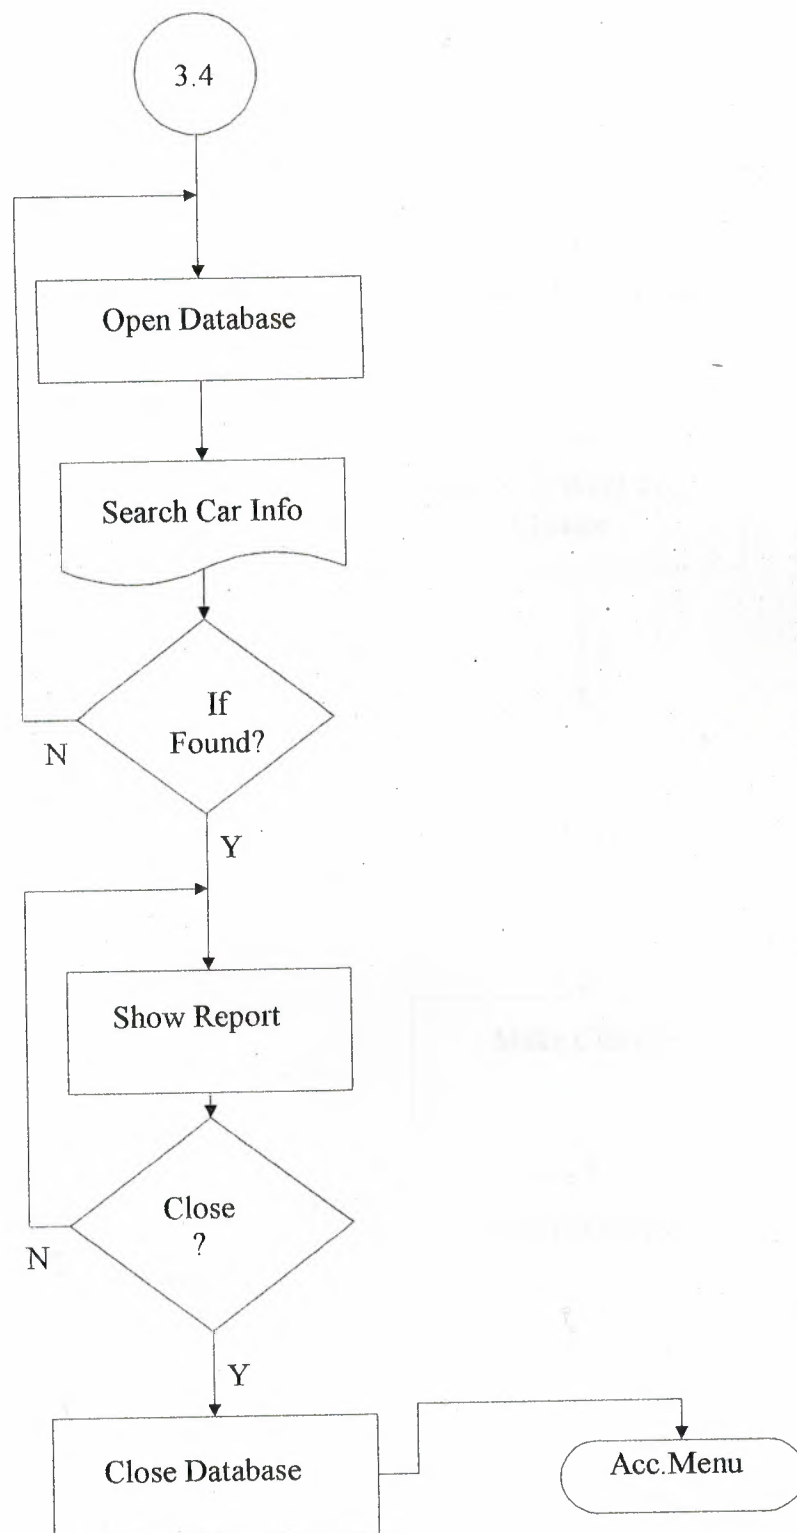 3.4
Open Database
Search Car Info
If
Found?
N
Y
Show Report
Close
?
N
Y
Close Database
Acc.Menu